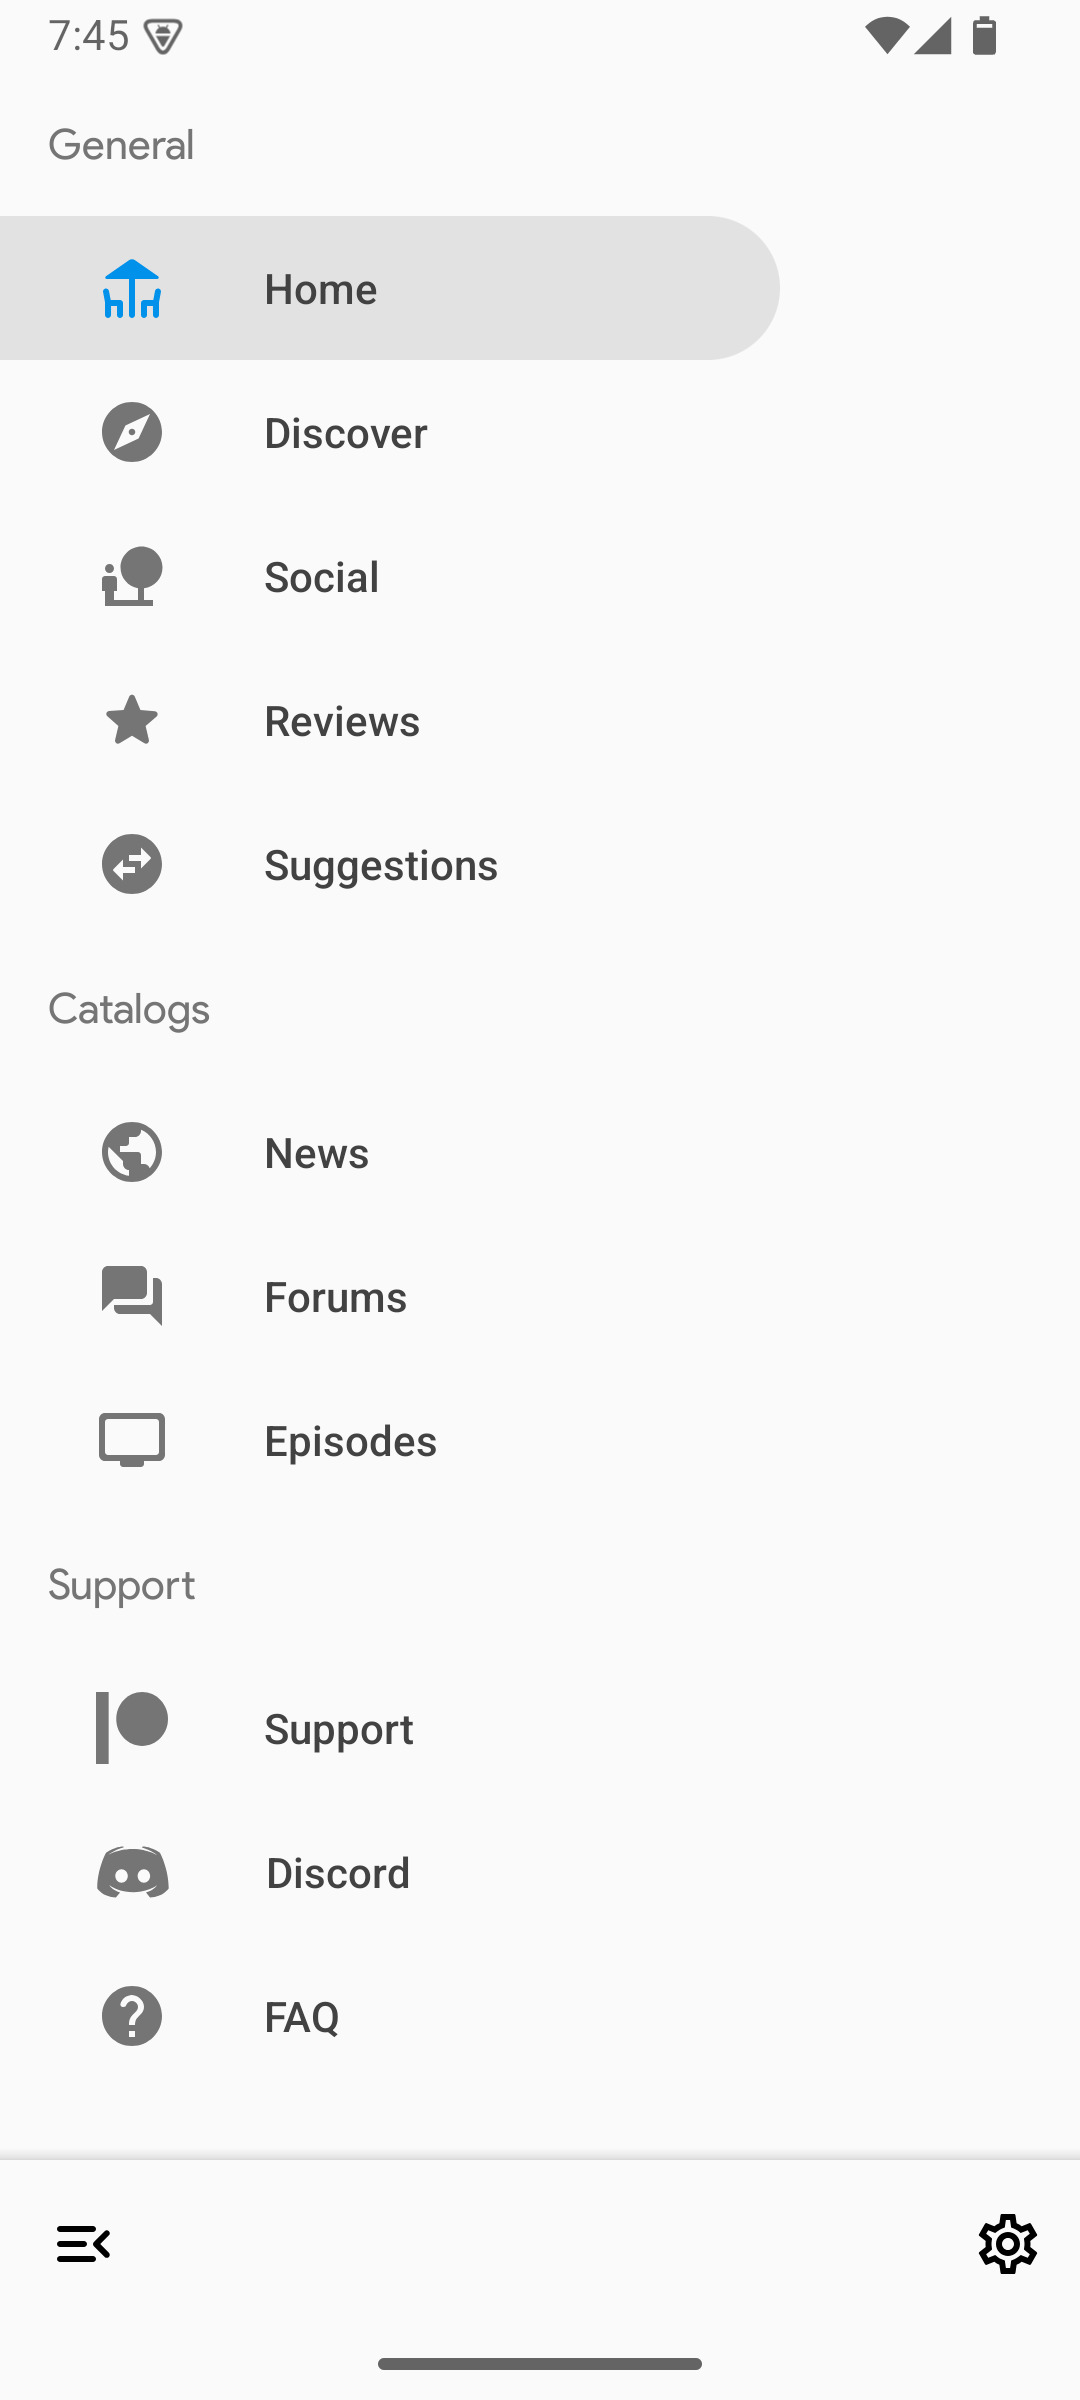 7:45
General
Home
Discover
Social
Reviews
Suggestions
Catalogs
News
Forums
Episodes
Support
Support
Discord
FAQ